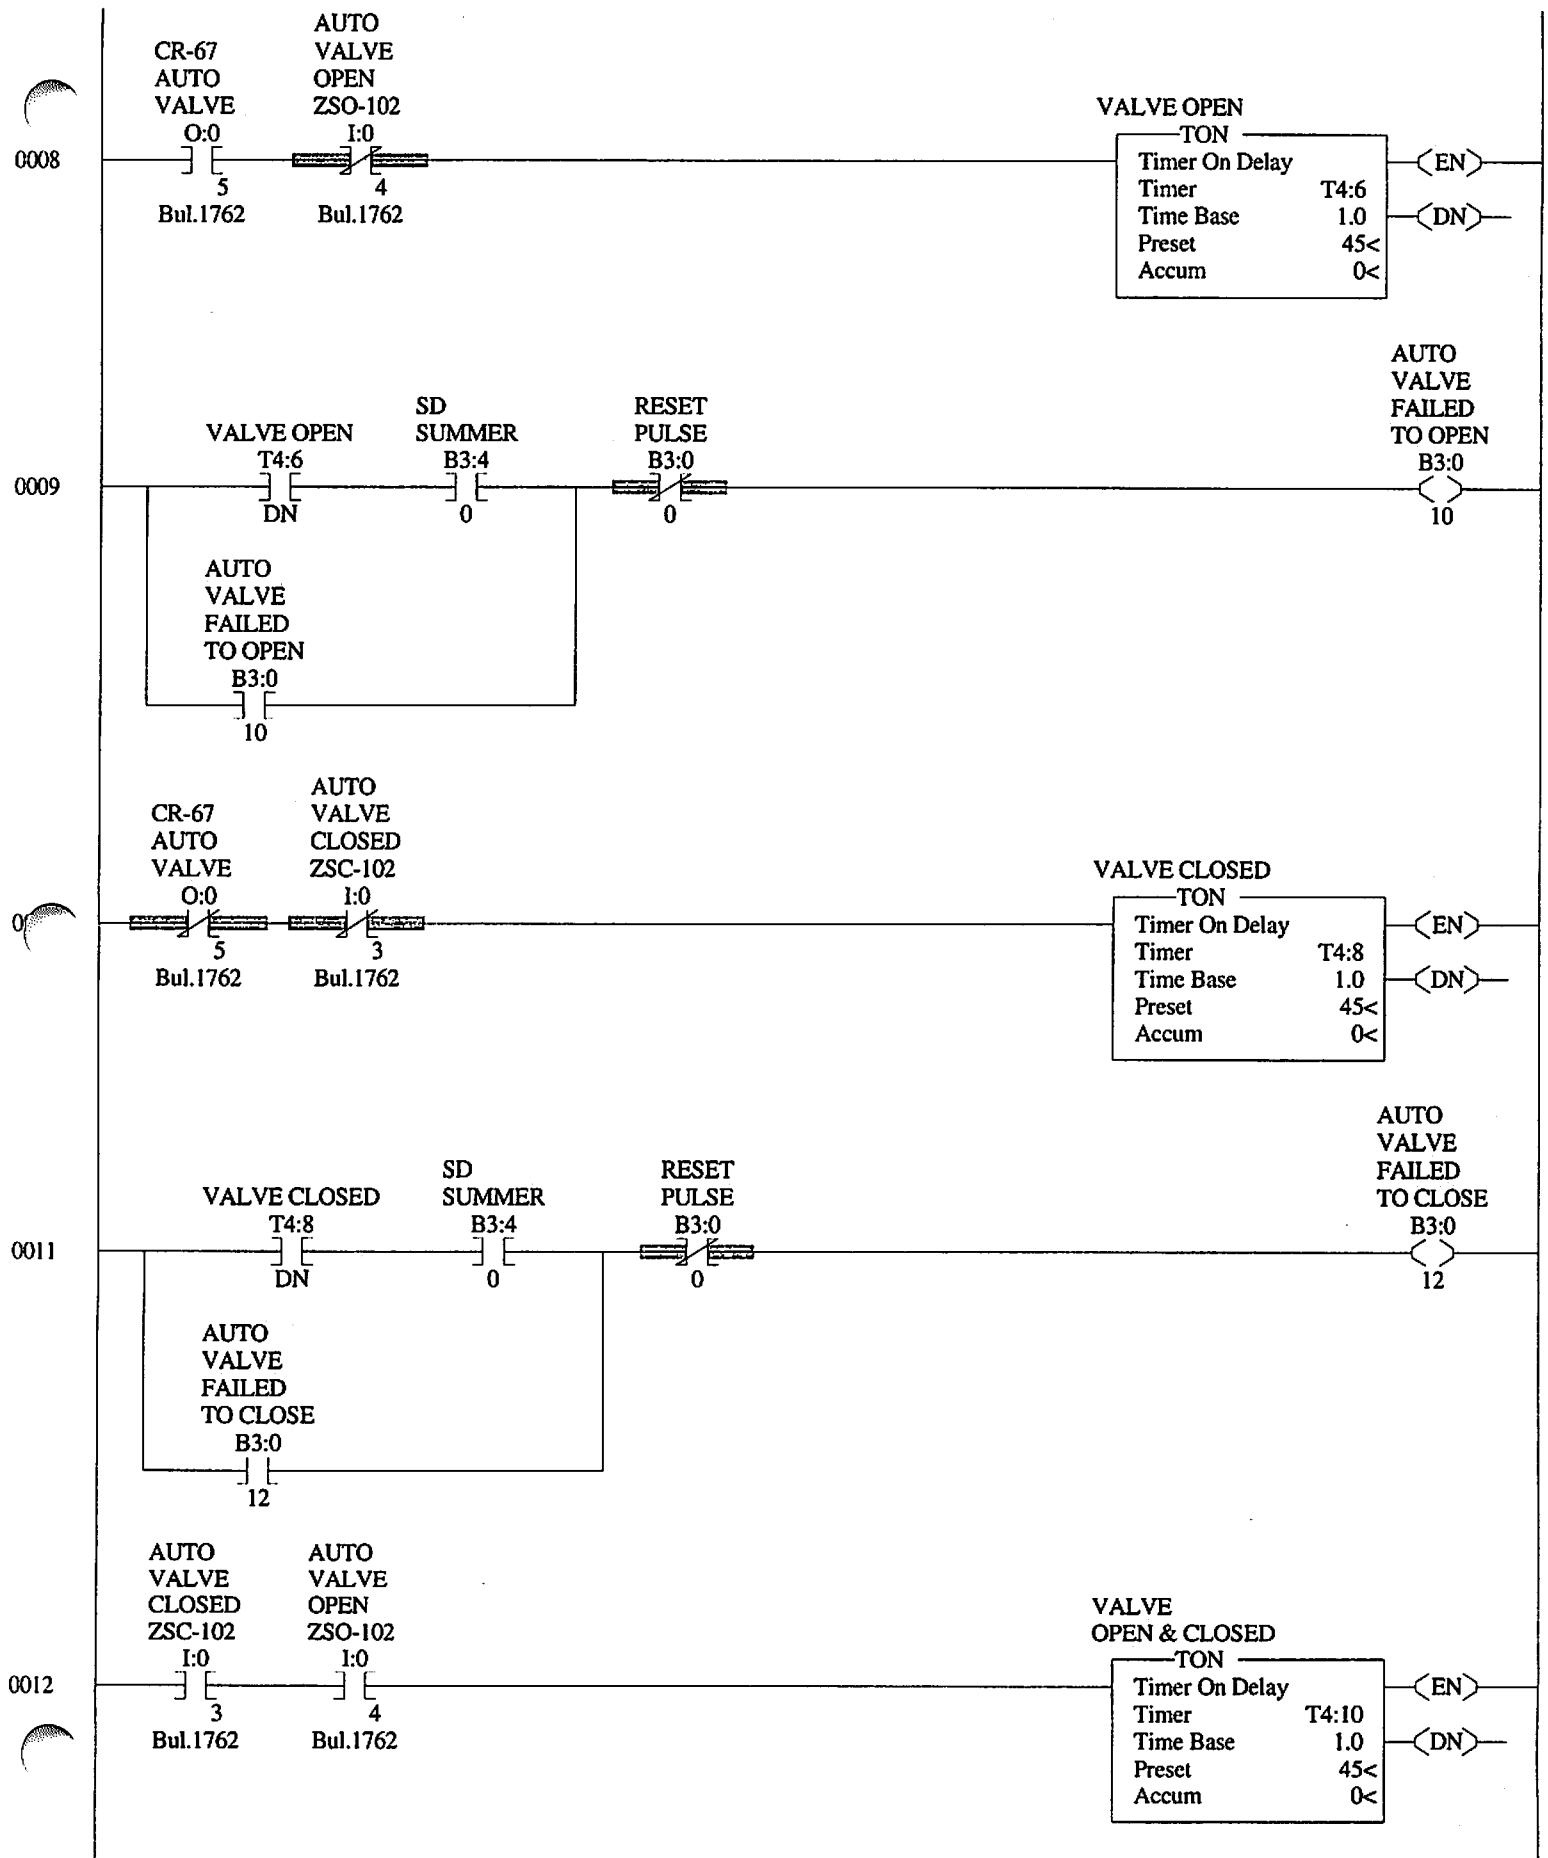 CR-67
AUTO
VALVE
O:0
5
Bul.1762
AUTO
VALVE
OPEN
ZSO-102
I:0
4
Bul.1762
0008
VALVE OPEN
TON
Timer On Delay
Timer T4:6
Time Base 1.0
Preset 45<
Accum 0<
EN
DN
0009
VALVE OPEN
T4:6
DN
SD
SUMMER
B3:4
0
RESET
PULSE
B3:0
0
AUTO
VALVE
FAILED
TO OPEN
B3:0
10
AUTO
VALVE
FAILED
TO OPEN
B3:0
10
CR-67
AUTO
VALVE
O:0
5
Bul.1762
AUTO
VALVE
CLOSED
ZSC-102
I:0
3
Bul.1762
VALVE CLOSED
TON
Timer On Delay
Timer T4:8
Time Base 1.0
Preset 45<
Accum 0<
EN
DN
0011
VALVE CLOSED
T4:8
DN
SD
SUMMER
B3:4
0
RESET
PULSE
B3:0
0
AUTO
VALVE
FAILED
TO CLOSE
B3:0
12
AUTO
VALVE
FAILED
TO CLOSE
B3:0
12
AUTO
VALVE
CLOSED
ZSC-102
I:0
3
Bul.1762
AUTO
VALVE
OPEN
ZSO-102
I:0
4
Bul.1762
0012
VALVE
OPEN & CLOSED
TON
Timer On Delay
Timer T4:10
Time Base 1.0
Preset 45<
Accum 0<
EN
DN